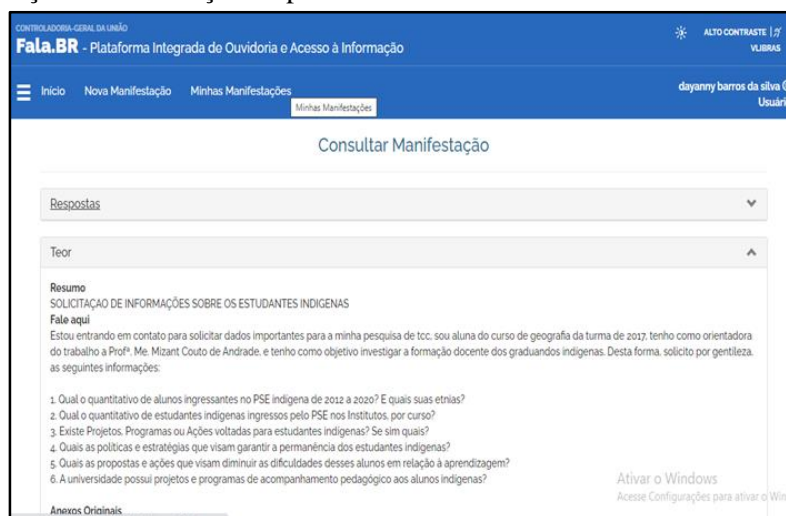 CONTROLADORIA-GERAL DA UNIÃO
Fala.BR - Plataforma Integrada de Ouvidoria e Acesso à Informação
ALTO CONTRASTE |
VLIBRAS
Início Nova Manifestação Minhas Manifestações
dayanny barros da silva
Minhas Manifestações
Consultar Manifestação
Respostas
Teor
Resumo
SOLICITAÇAO DE INFORMAÇÕES SOBRE OS ESTUDANTES INDIGENAS
Fale aqui
Estou entrando em contato para solicitar dados importantes para a minha pesquisa de tcc, sou aluna do curso de geografia da turma de 2017, tenho como orientadora
do trabalho a Profª. Me. Mizant Couto de Andrade, e tenho como objetivo investigar a formação docente dos graduandos indígenas. Desta forma, solicito por gentileza,
as seguintes informações:
1. Qual o quantitativo de alunos ingressantes no PSE indígena de 2012 a 2020? E quais suas etnias?
2. Qual o quantitativo de estudantes indígenas ingressos pelo PSE nos Institutos, por curso?
3. Existe Projetos, Programas ou Ações voltadas para estudantes indígenas? Se sim quais?
4. Quais as políticas e estratégias que visam garantir a permanência dos estudantes indígenas?
5. Quais as propostas e ações que visam diminuir as dificuldades desses alunos em relação à aprendizagem?
6. A universidade possui projetos e programas de acompanhamento pedagógico aos alunos indígenas?
Ativar o Windows
Acesse Configurações para ativar o Win
Anexos Originais